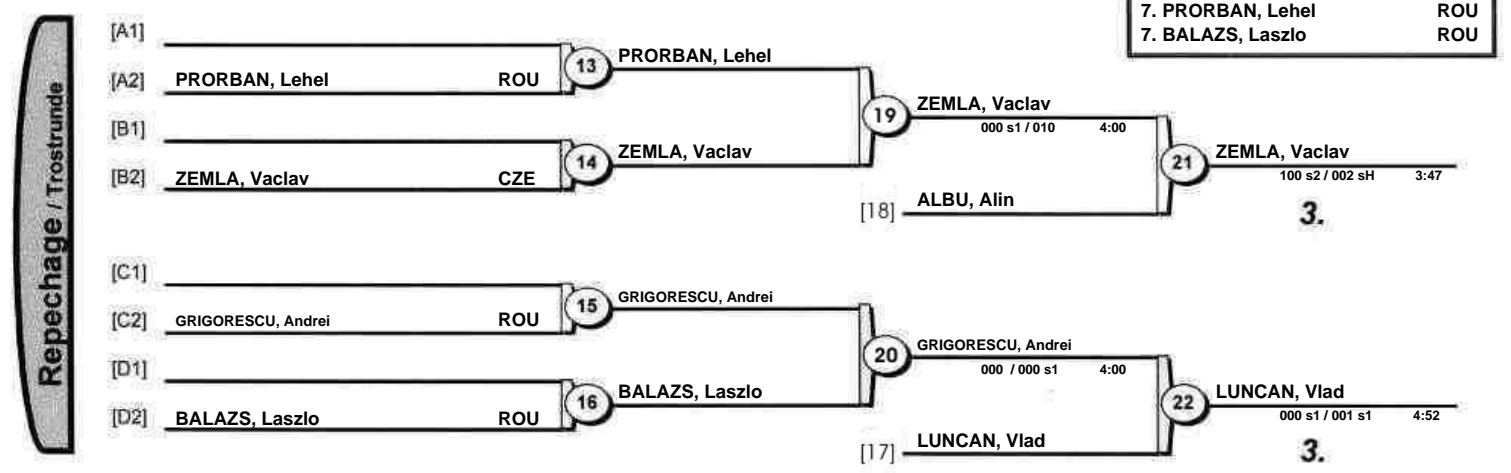 7. PRORBAN, Lehel ROU
7. BALAZS, Laszlo ROU
Repechage / Trostrunde
[A1]
[A2] PRORBAN, Lehel ROU
13 PRORBAN, Lehel
[B1]
[B2] ZEMLA, Vaclav CZE
14 ZEMLA, Vaclav
19 ZEMLA, Vaclav
000 s1 / 010 4:00
[18] ALBU, Alin
21 ZEMLA, Vaclav
100 s2 / 002 sH 3:47
3.
[C1]
[C2] GRIGORESCU, Andrei ROU
15 GRIGORESCU, Andrei
[D1]
[D2] BALAZS, Laszlo ROU
16 BALAZS, Laszlo
20 GRIGORESCU, Andrei
000 / 000 s1 4:00
[17] LUNCAN, Vlad
22 LUNCAN, Vlad
000 s1 / 001 s1 4:52
3.